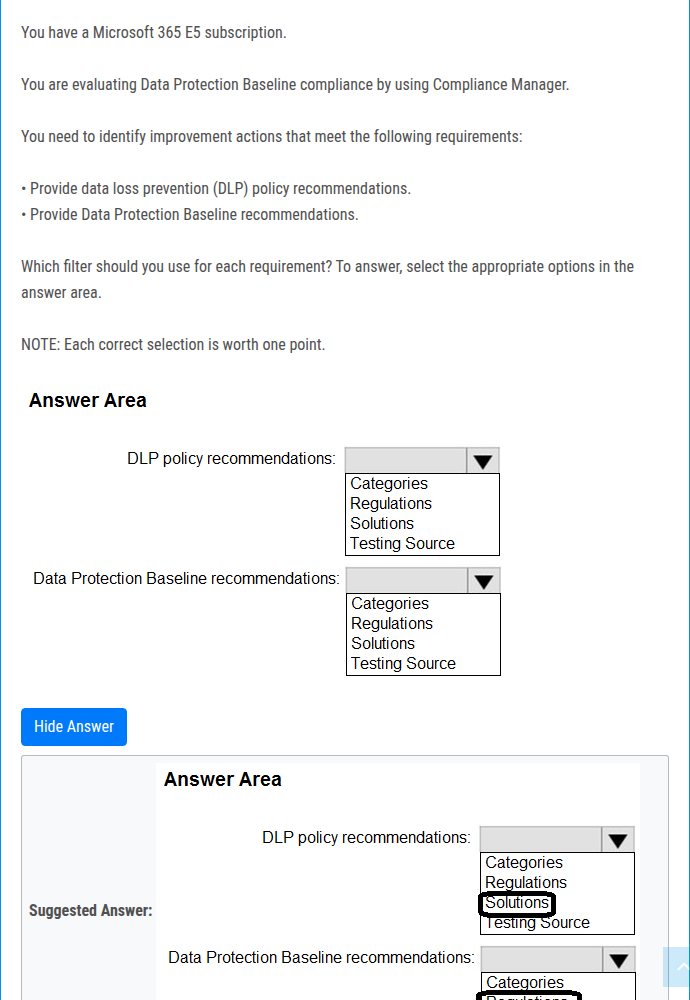 You have a Microsoft 365 E5 subscription.
You are evaluating Data Protection Baseline compliance by using Compliance Manager.
You need to identify improvement actions that meet the following requirements:
• Provide data loss prevention (DLP) policy recommendations.
• Provide Data Protection Baseline recommendations.
Which filter should you use for each requirement? To answer, select the appropriate options in the
answer area.
NOTE: Each correct selection is worth one point.
Answer Area
DLP policy recommendations:
Categories
Regulations
Solutions
Testing Source
Data Protection Baseline recommendations:
Categories
Regulations
Solutions
Testing Source
Hide Answer
Suggested Answer:
Answer Area
DLP policy recommendations:
Categories
Regulations
Solutions
Testing Source
Data Protection Baseline recommendations:
Categories
Regulations